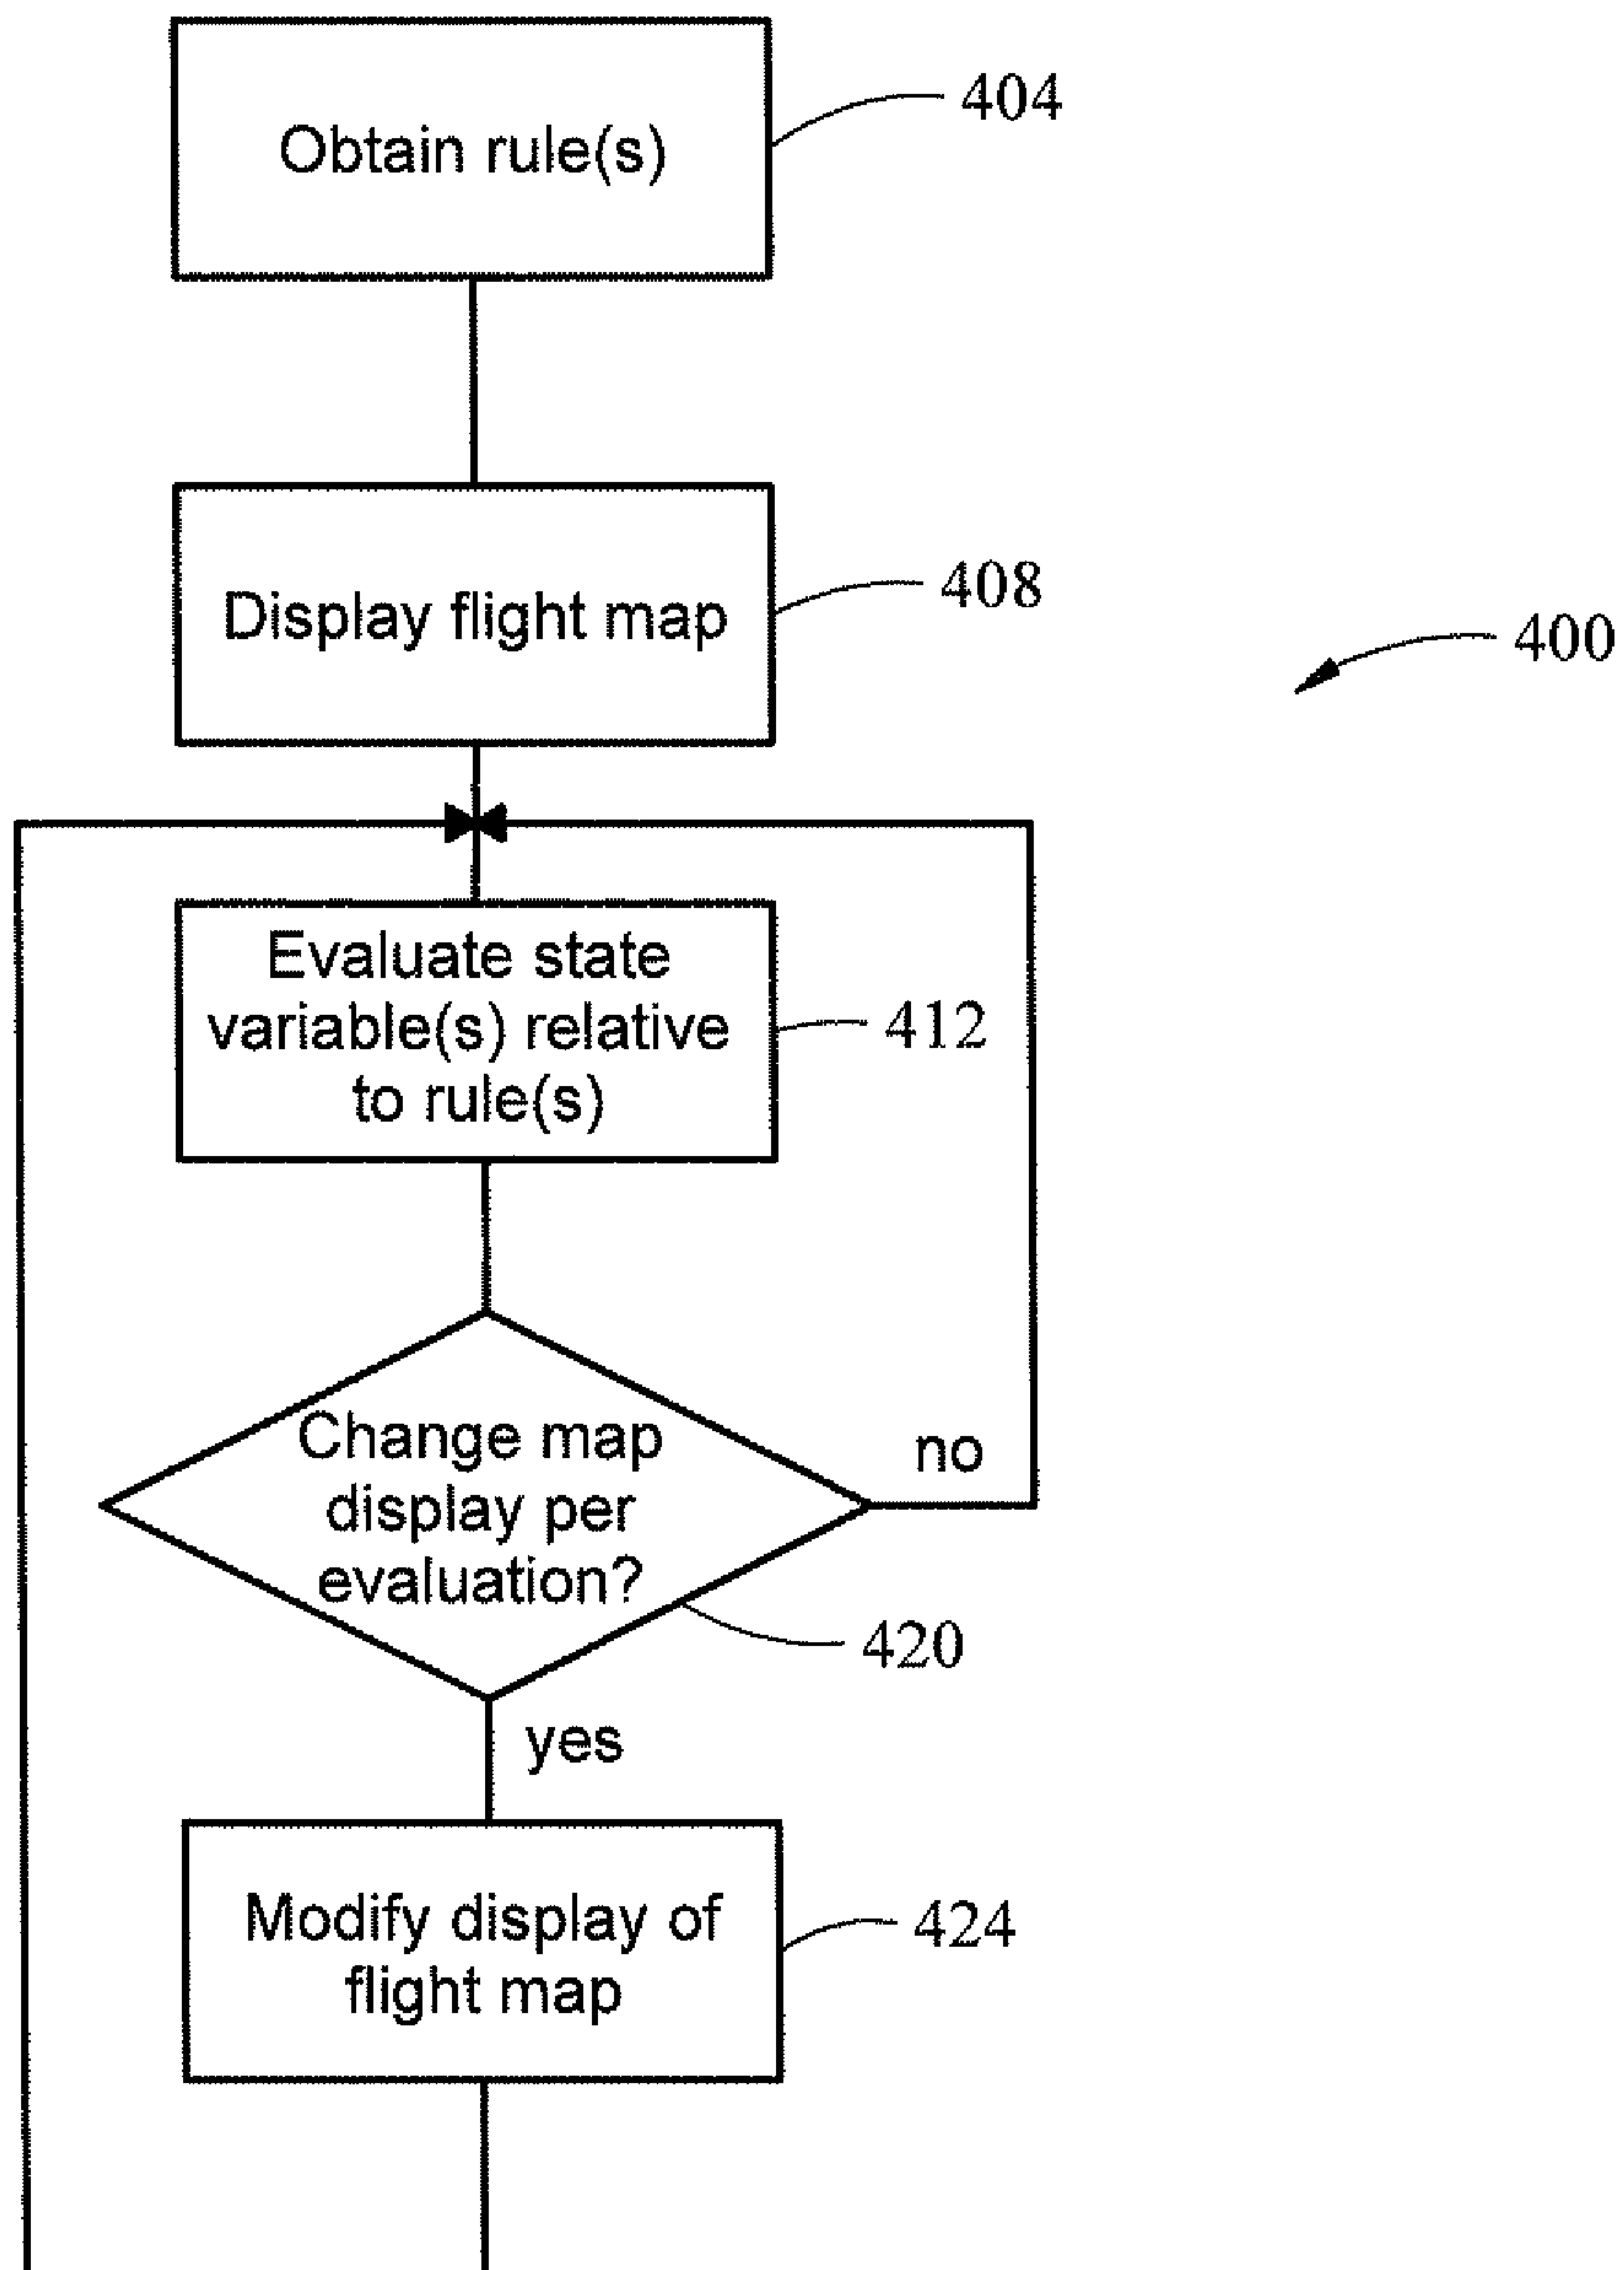 Obtain rule(s)
404
Display flight map
408
400
Evaluate state
variable(s) relative
to rule(s)
412
Change map
display per
evaluation?
no
420
yes
Modify display of
flight map
424